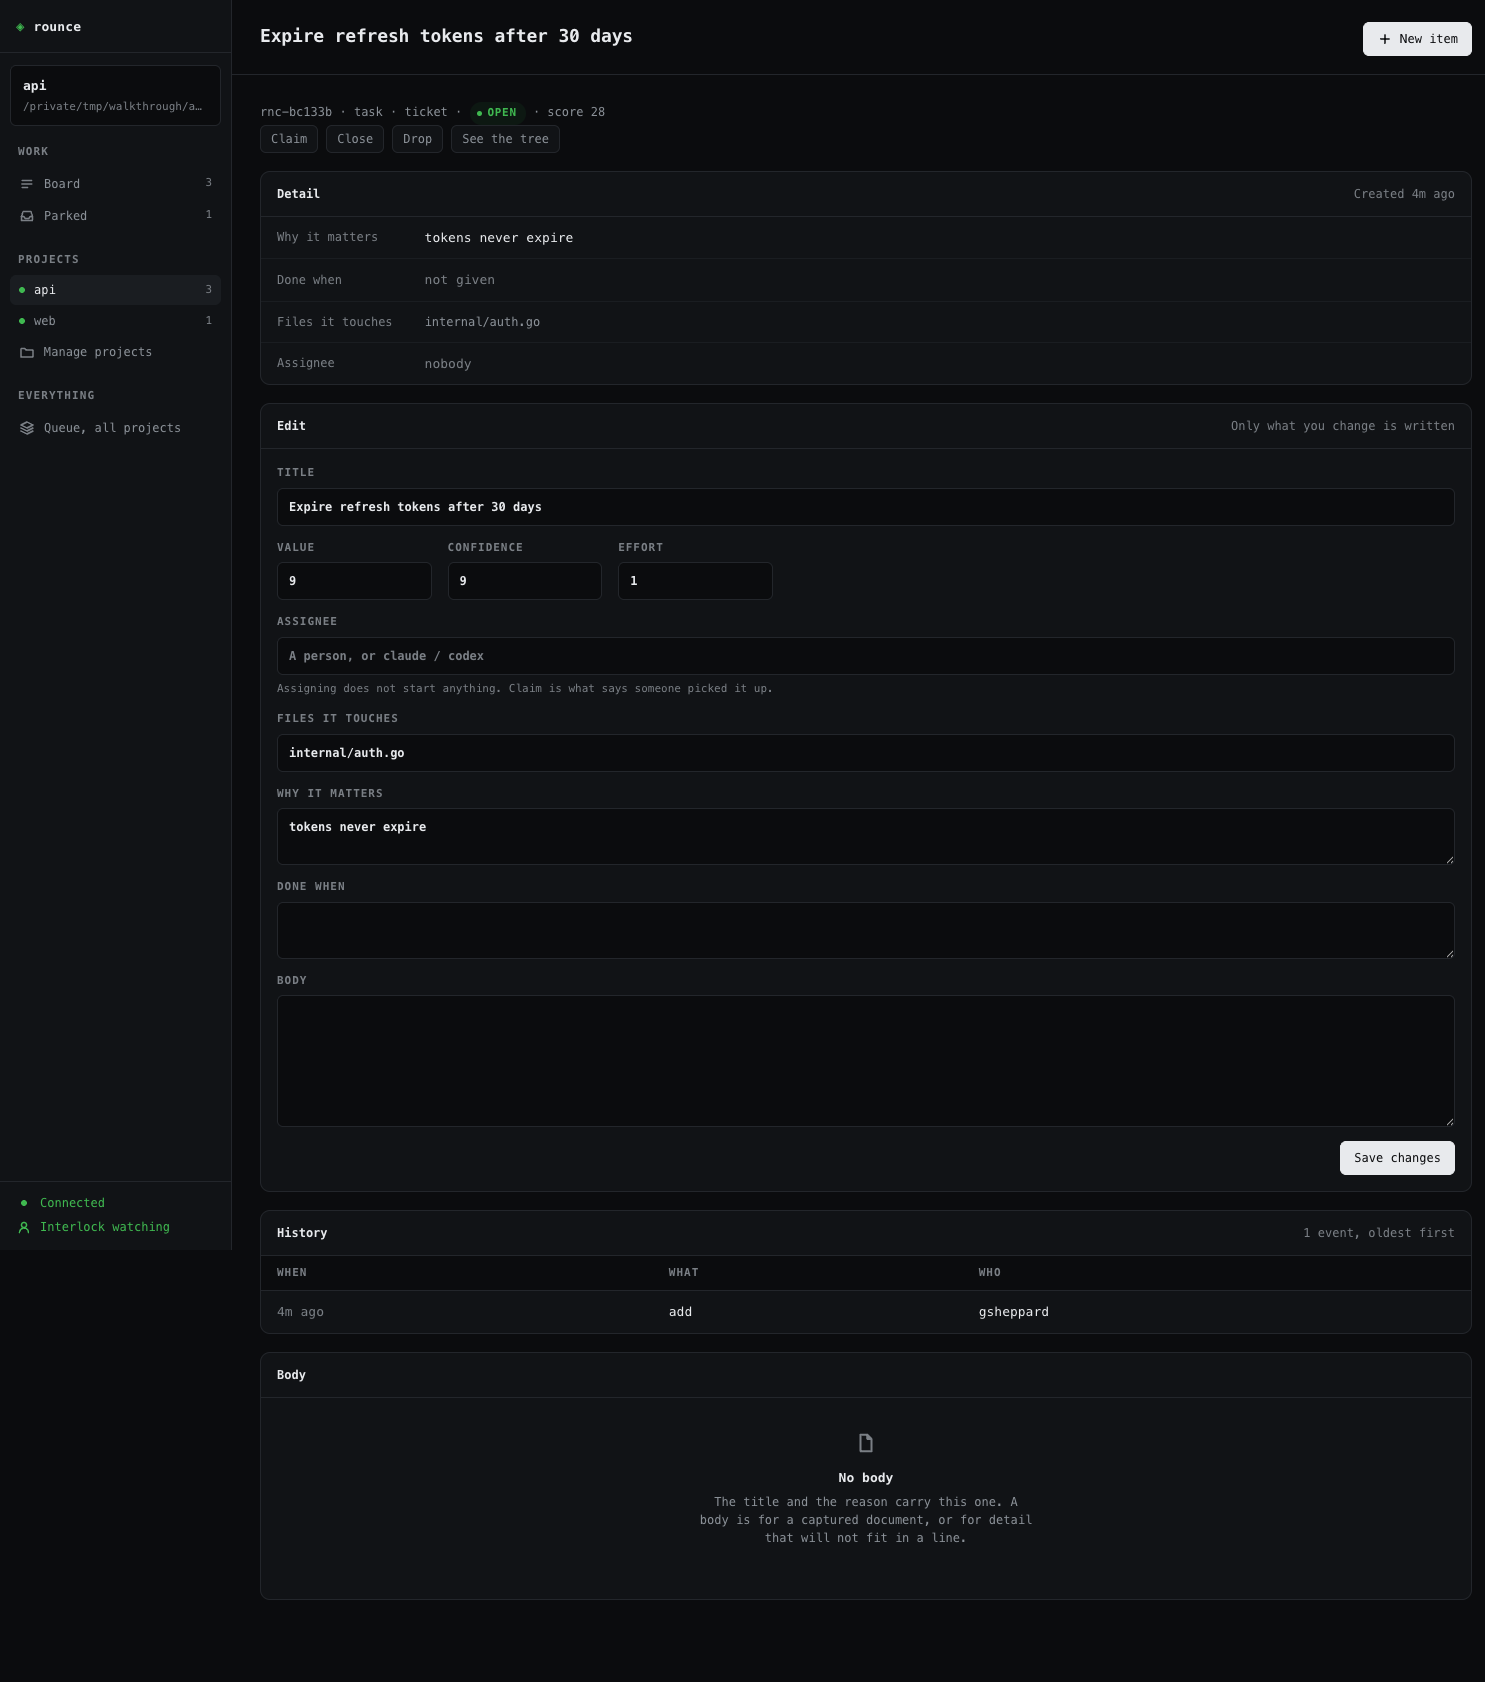 rounce
api
/private/tmp/walkthrough/a…
WORK
Board 3
Parked 1
PROJECTS
api 3
web 1
Manage projects
EVERYTHING
Queue, all projects
Connected
Interlock watching
Expire refresh tokens after 30 days
New item
rnc-bc133b · task · ticket · OPEN · score 28
Claim Close Drop See the tree
Detail Created 4m ago
Why it matters tokens never expire
Done when not given
Files it touches internal/auth.go
Assignee nobody
Edit Only what you change is written
TITLE
Expire refresh tokens after 30 days
VALUE CONFIDENCE EFFORT
9 9 1
ASSIGNEE
A person, or claude / codex
Assigning does not start anything. Claim is what says someone picked it up.
FILES IT TOUCHES
internal/auth.go
WHY IT MATTERS
tokens never expire
DONE WHEN
BODY
Save changes
History 1 event, oldest first
WHEN WHAT WHO
4m ago add gsheppard
Body
No body
The title and the reason carry this one. A
body is for a captured document, or for detail
that will not fit in a line.